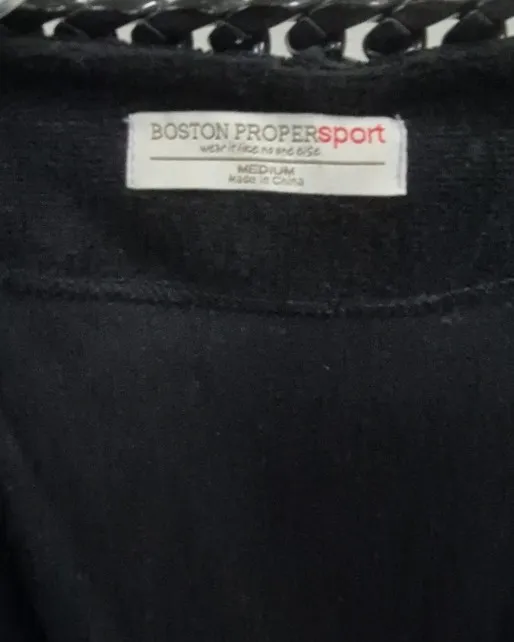 BOSTON PROPERsport
wear it like no one else
MEDIUM
Made in China